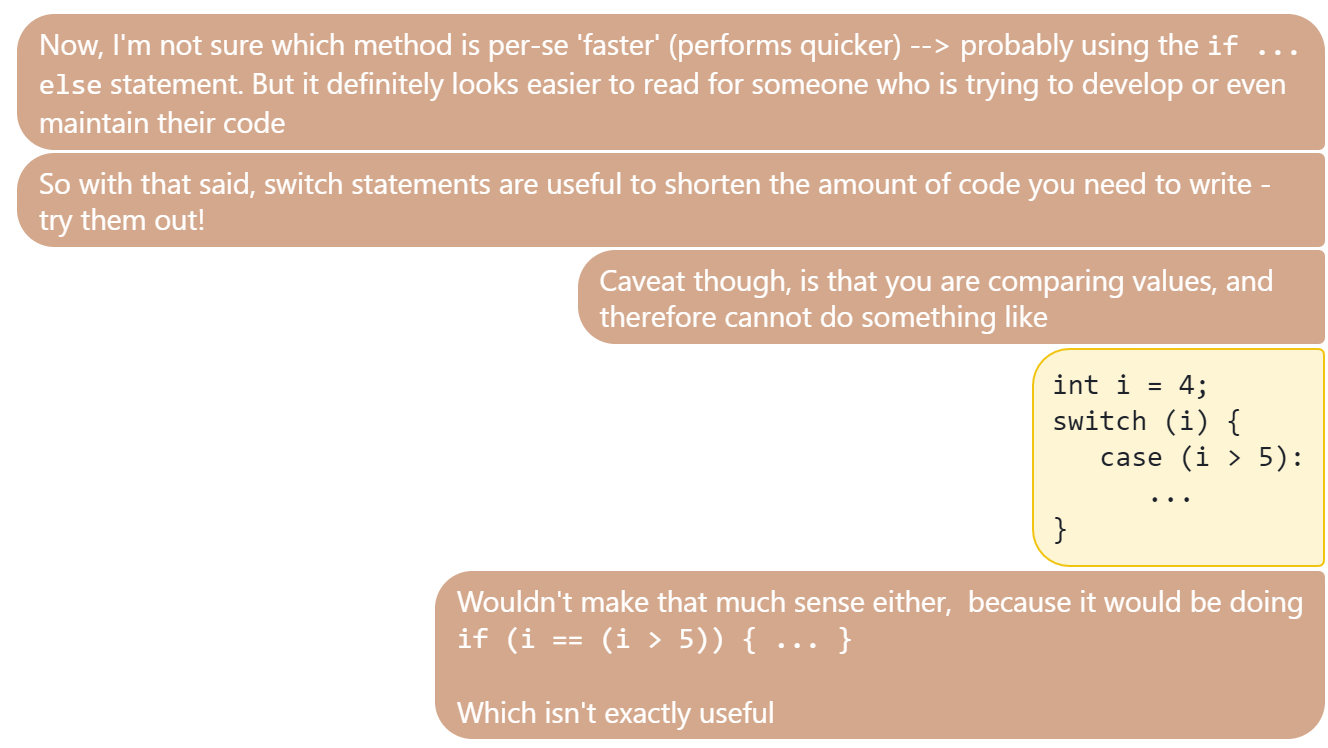 Now, I'm not sure which method is per-se 'faster' (performs quicker) --> probably using the if ...
else statement. But it definitely looks easier to read for someone who is trying to develop or even
maintain their code
So with that said, switch statements are useful to shorten the amount of code you need to write -
try them out!
Caveat though, is that you are comparing values, and
therefore cannot do something like
int i = 4;
switch (i) {
   case (i > 5):
      ...
}
Wouldn't make that much sense either,  because it would be doing
if (i == (i > 5)) { ... }
Which isn't exactly useful